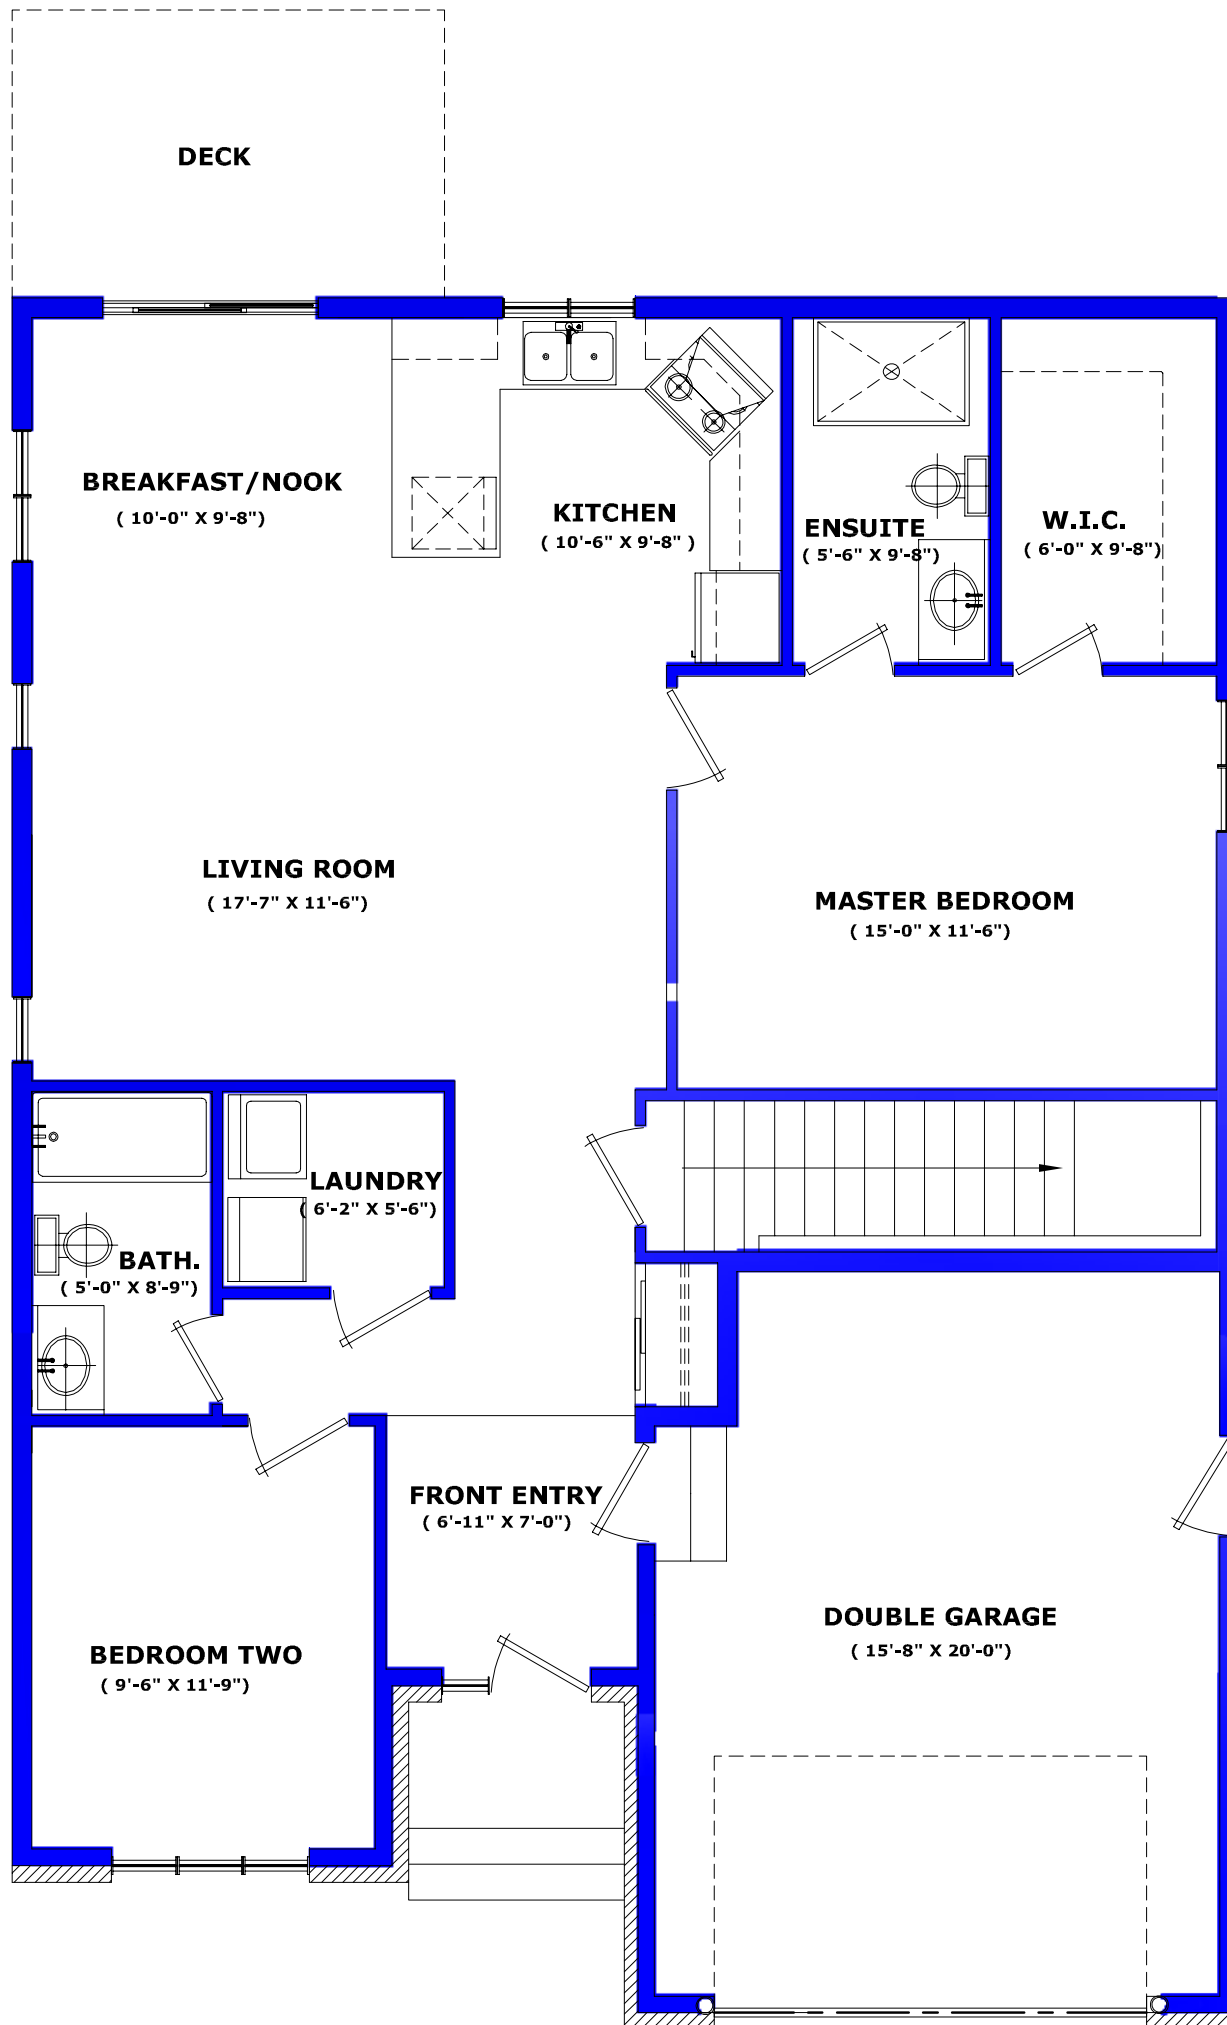 DECK
BREAKFAST/NOOK
( 10'-0" X 9'-8")
KITCHEN
( 10'-6" X 9'-8" )
ENSUITE
( 5'-6" X 9'-8")
W.I.C.
( 6'-0" X 9'-8")
LIVING ROOM
( 17'-7" X 11'-6")
MASTER BEDROOM
( 15'-0" X 11'-6")
LAUNDRY
( 6'-2" X 5'-6")
BATH.
( 5'-0" X 8'-9")
FRONT ENTRY
( 6'-11" X 7'-0")
BEDROOM TWO
( 9'-6" X 11'-9")
DOUBLE GARAGE
( 15'-8" X 20'-0")